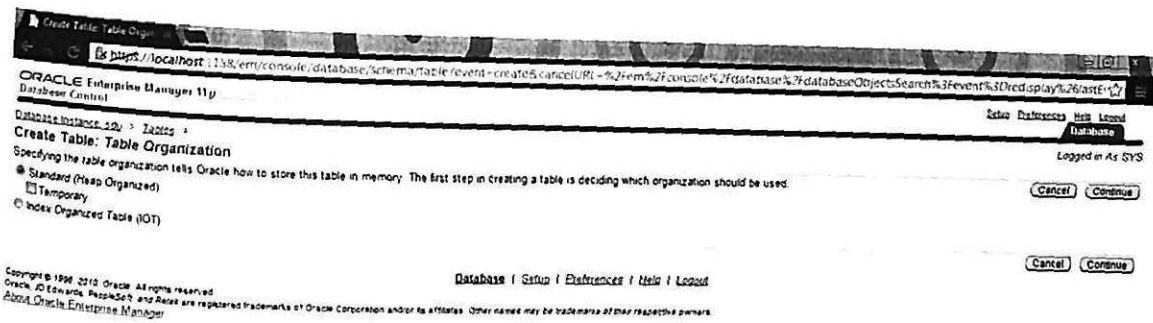 Create Table: Table Organ
https://localhost:1158/em/console/database/schema/table?event=create&cancelURL=%2Fem%2Fconsole%2Fdatabase%2FdatabaseObjectsSearch%3Fevent%3Dredisplay%26lastE
ORACLE Enterprise Manager 11g
Database Control
Setup Preferences Help Logout
Database
Database Instance: > Tables >
Logged in As SYS
Create Table: Table Organization
Specifying the table organization tells Oracle how to store this table in memory. The first step in creating a table is deciding which organization should be used.
Cancel Continue
Standard (Heap Organized)
Temporary
Index Organized Table (IOT)
Cancel Continue
Database | Setup | Preferences | Help | Logout
Copyright © 1996, 2010, Oracle. All rights reserved.
Oracle, JD Edwards, PeopleSoft, and Retek are registered trademarks of Oracle Corporation and/or its affiliates. Other names may be trademarks of their respective owners.
About Oracle Enterprise Manager